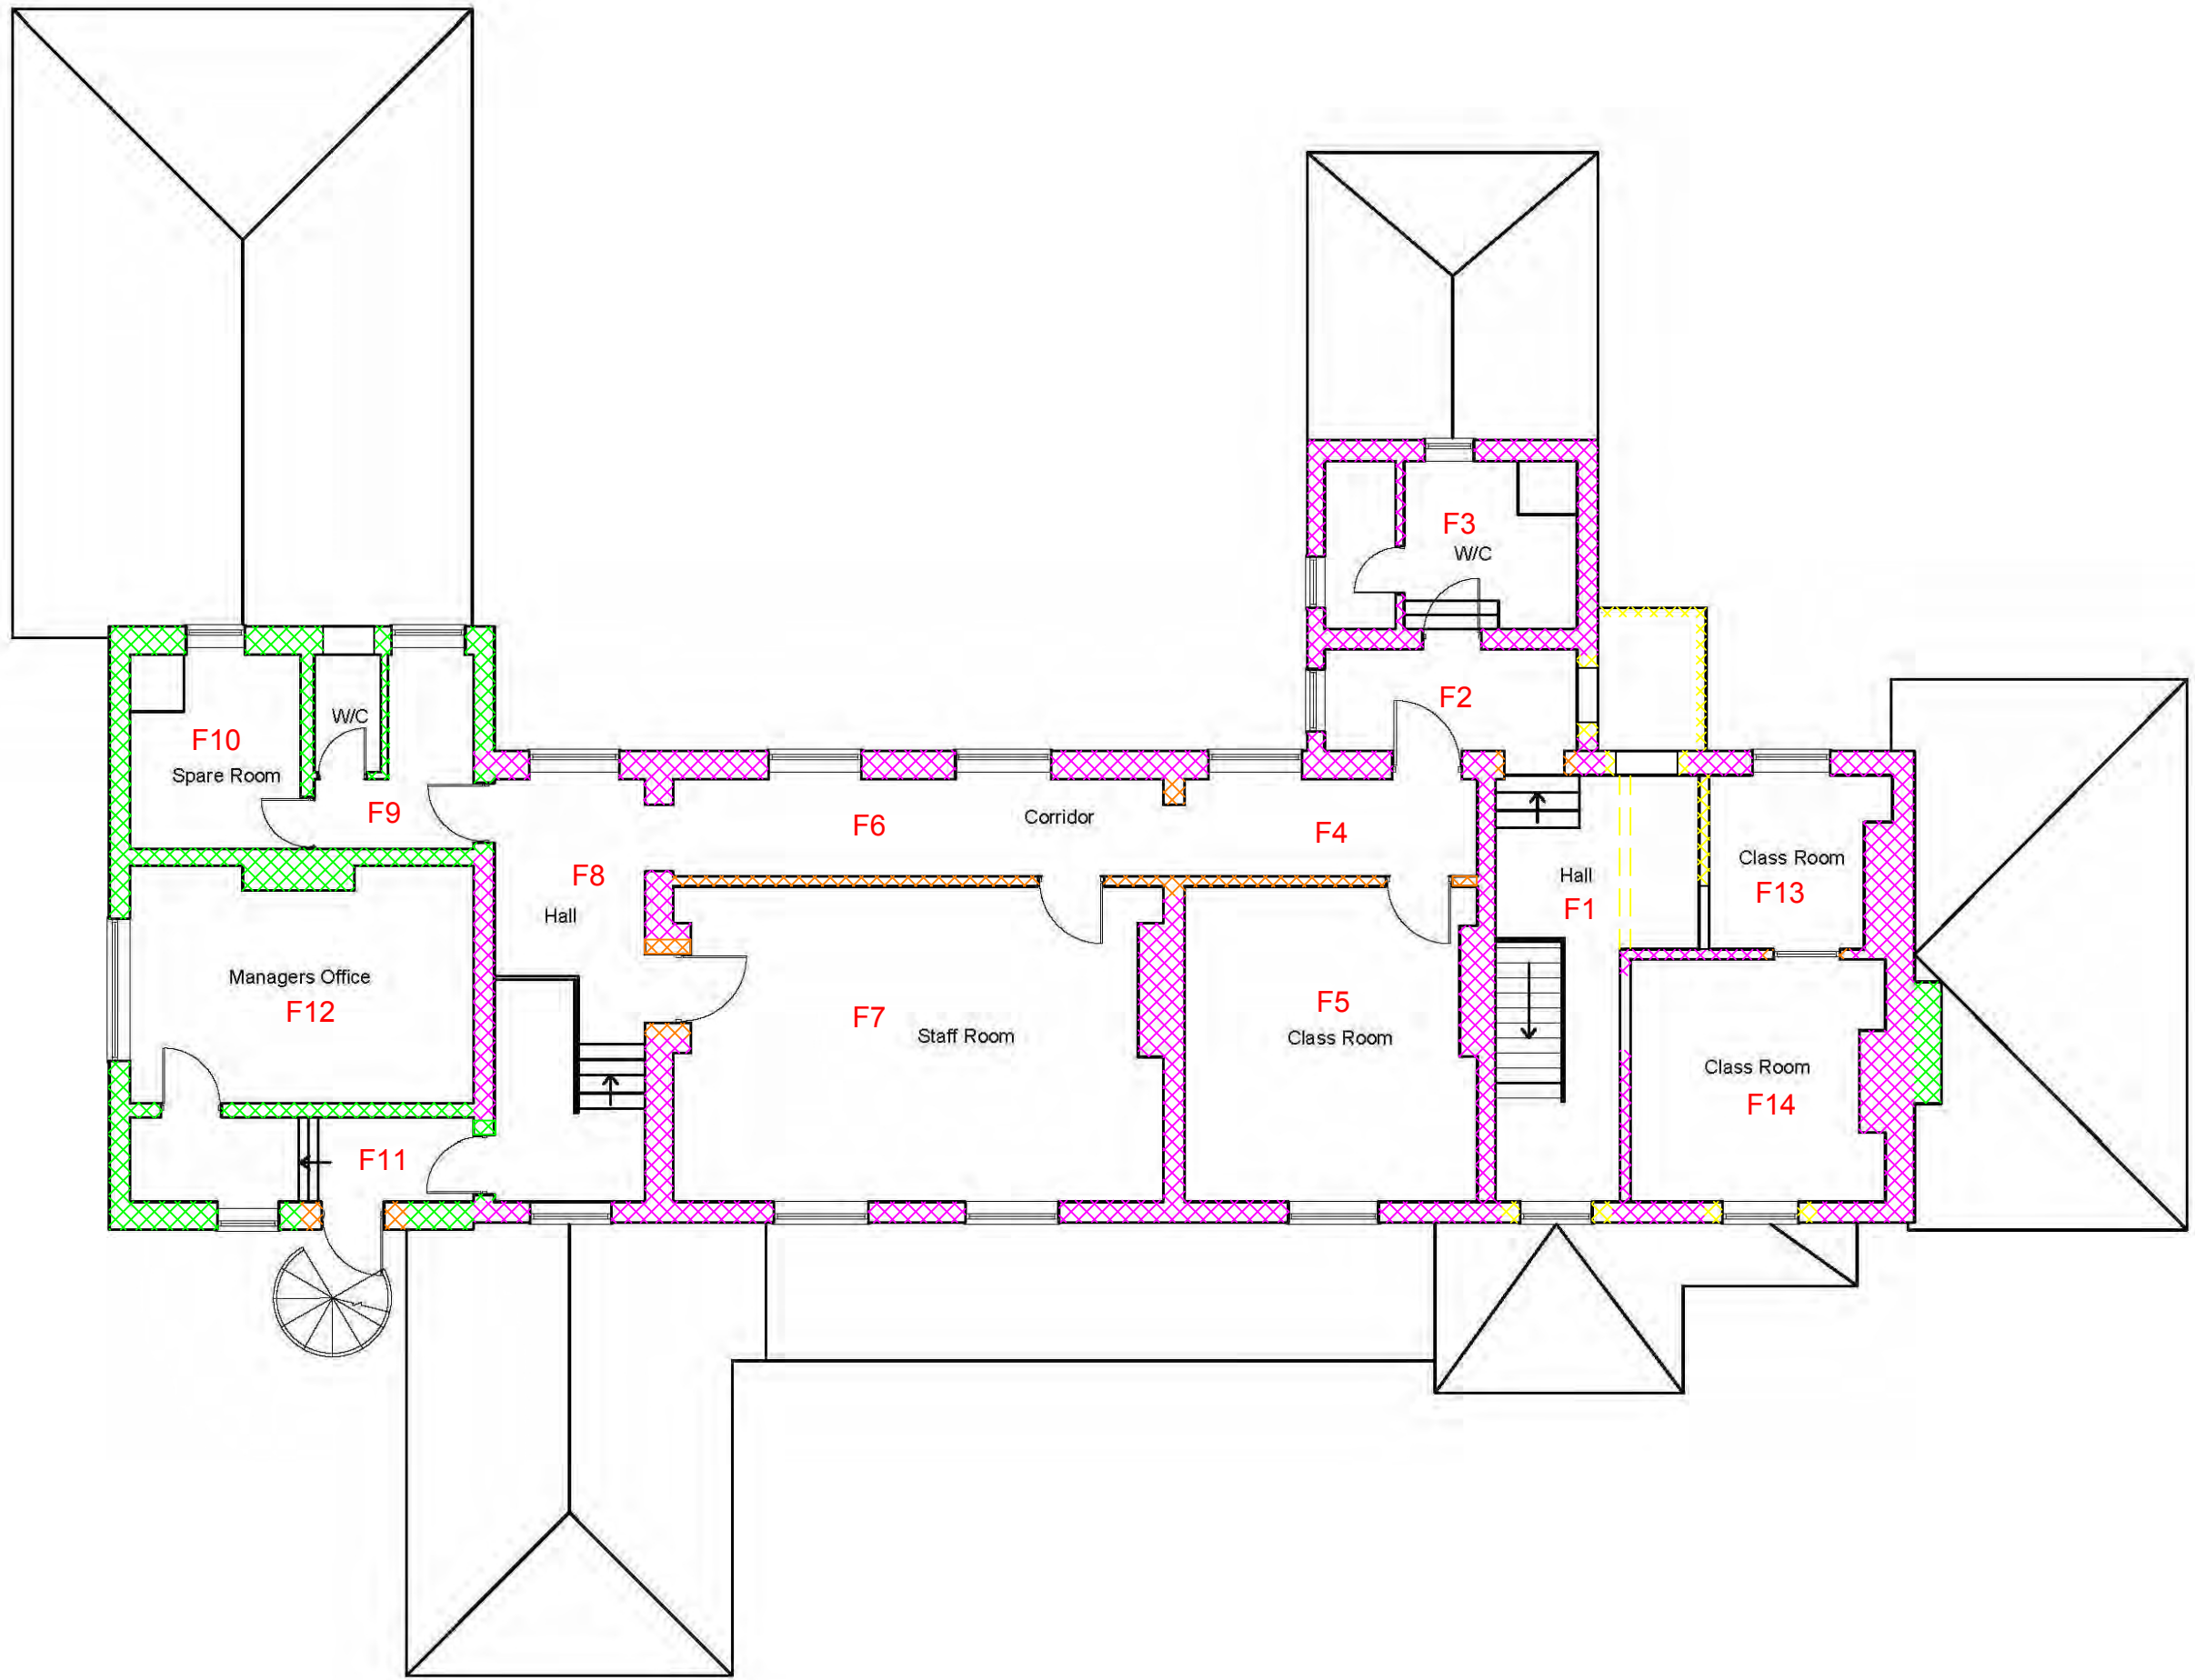 F3
W/C
F2
W/C
F10
Spare Room
F9
F6
Corridor
F4
F8
Hall
Class Room
F13
Hall
F1
Managers Office
F12
F7
Staff Room
F5
Class Room
Class Room
F14
F11